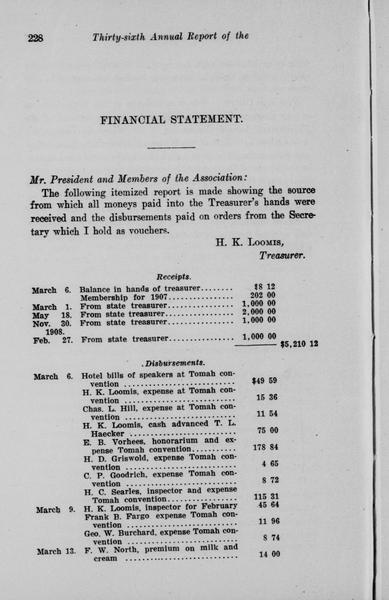 228 Thirty-sixth Annual Report of the
FINANCIAL STATEMENT.
Mr. President and Members of the Association:
The following itemized report is made showing the source
from which all moneys paid into the Treasurer's hands were
received and the disbursements paid on orders from the Secre-
tary which I hold as vouchers.
H. K. LOOMIS,
Treasurer.
Receipts.
March 6. Balance in hands of treasurer........ $8 12
Membership for 1907................ 202 00
March 1. From state treasurer................ 1,000 00
May 18. From state treasurer................ 2,000 00
Nov. 30. From state treasurer................ 1,000 00
1908.
Feb. 27. From state treasurer................ 1,000 00
$5,210 12
Disbursements.
March 6. Hotel bills of speakers at Tomah con-
vention ........................ $49 59
H. K. Loomis, expense at Tomah con-
vention ........................ 15 36
Chas. L. Hill, expense at Tomah con-
vention ........................ 11 54
H. K. Loomis, cash advanced T. L.
Haecker ........................ 75 00
E. B. Vorhees, honorarium and ex-
pense Tomah convention.......... 178 84
H. D. Griswold, expense Tomah con-
vention ........................ 4 65
C. P. Goodrich, expense Tomah con-
vention ........................ 8 72
H. C. Searles, inspector and expense
Tomah convention................ 115 31
March 9. H. K. Loomis, inspector for February 45 64
Frank B. Fargo expense Tomah con-
vention ........................ 11 96
Geo. W. Burchard, expense Tomah con-
vention ........................ 8 74
March 13. F. W. North, premium on milk and
cream .......................... 14 00